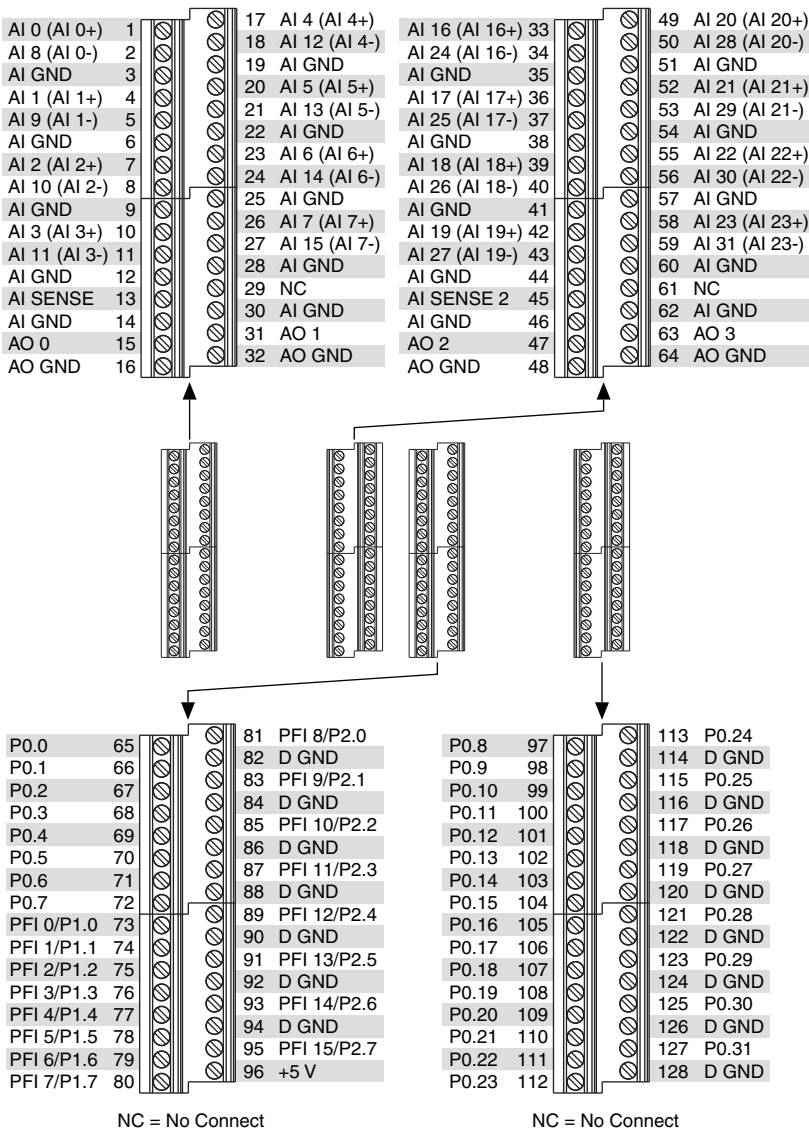 AI 0 (AI 0+) 1
AI 8 (AI 0-) 2
AI GND 3
AI 1 (AI 1+) 4
AI 9 (AI 1-) 5
AI GND 6
AI 2 (AI 2+) 7
AI 10 (AI 2-) 8
AI GND 9
AI 3 (AI 3+) 10
AI 11 (AI 3-) 11
AI GND 12
AI SENSE 13
AI GND 14
AO 0 15
AO GND 16
17 AI 4 (AI 4+)
18 AI 12 (AI 4-)
19 AI GND
20 AI 5 (AI 5+)
21 AI 13 (AI 5-)
22 AI GND
23 AI 6 (AI 6+)
24 AI 14 (AI 6-)
25 AI GND
26 AI 7 (AI 7+)
27 AI 15 (AI 7-)
28 AI GND
29 NC
30 AI GND
31 AO 1
32 AO GND
AI 16 (AI 16+) 33
AI 24 (AI 16-) 34
AI GND 35
AI 17 (AI 17+) 36
AI 25 (AI 17-) 37
AI GND 38
AI 18 (AI 18+) 39
AI 26 (AI 18-) 40
AI GND 41
AI 19 (AI 19+) 42
AI 27 (AI 19-) 43
AI GND 44
AI SENSE 2 45
AI GND 46
AO 2 47
AO GND 48
49 AI 20 (AI 20+)
50 AI 28 (AI 20-)
51 AI GND
52 AI 21 (AI 21+)
53 AI 29 (AI 21-)
54 AI GND
55 AI 22 (AI 22+)
56 AI 30 (AI 22-)
57 AI GND
58 AI 23 (AI 23+)
59 AI 31 (AI 23-)
60 AI GND
61 NC
62 AI GND
63 AO 3
64 AO GND
P0.0 65
P0.1 66
P0.2 67
P0.3 68
P0.4 69
P0.5 70
P0.6 71
P0.7 72
PFI 0/P1.0 73
PFI 1/P1.1 74
PFI 2/P1.2 75
PFI 3/P1.3 76
PFI 4/P1.4 77
PFI 5/P1.5 78
PFI 6/P1.6 79
PFI 7/P1.7 80
81 PFI 8/P2.0
82 D GND
83 PFI 9/P2.1
84 D GND
85 PFI 10/P2.2
86 D GND
87 PFI 11/P2.3
88 D GND
89 PFI 12/P2.4
90 D GND
91 PFI 13/P2.5
92 D GND
93 PFI 14/P2.6
94 D GND
95 PFI 15/P2.7
96 +5 V
P0.8 97
P0.9 98
P0.10 99
P0.11 100
P0.12 101
P0.13 102
P0.14 103
P0.15 104
P0.16 105
P0.17 106
P0.18 107
P0.19 108
P0.20 109
P0.21 110
P0.22 111
P0.23 112
113 P0.24
114 D GND
115 P0.25
116 D GND
117 P0.26
118 D GND
119 P0.27
120 D GND
121 P0.28
122 D GND
123 P0.29
124 D GND
125 P0.30
126 D GND
127 P0.31
128 D GND
NC = No Connect
NC = No Connect